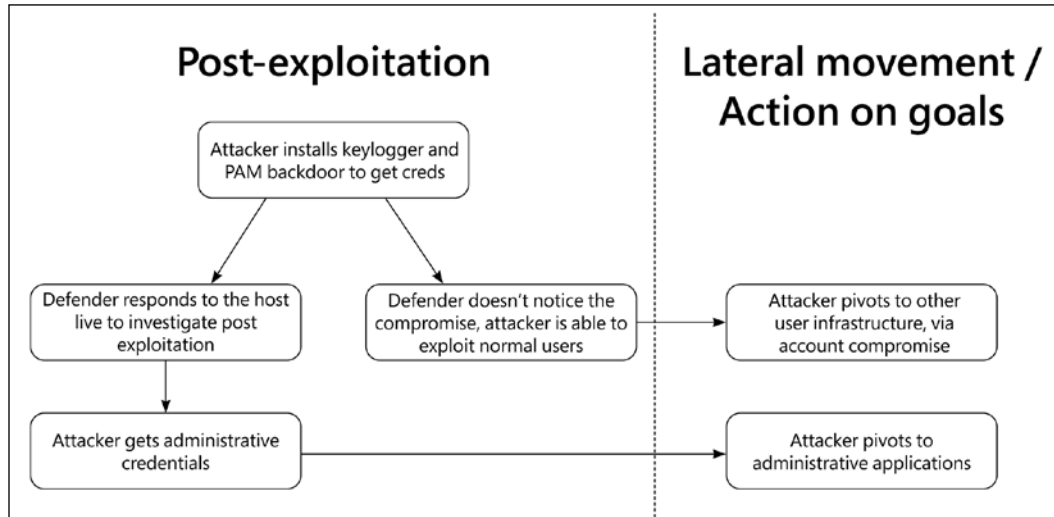 Post-exploitation
Lateral movement /
Action on goals
Attacker installs keylogger and
PAM backdoor to get creds
Defender responds to the host
live to investigate post
exploitation
Defender doesn't notice the
compromise, attacker is able to
exploit normal users
Attacker pivots to other
user infrastructure, via
account compromise
Attacker gets administrative
credentials
Attacker pivots to
administrative applications